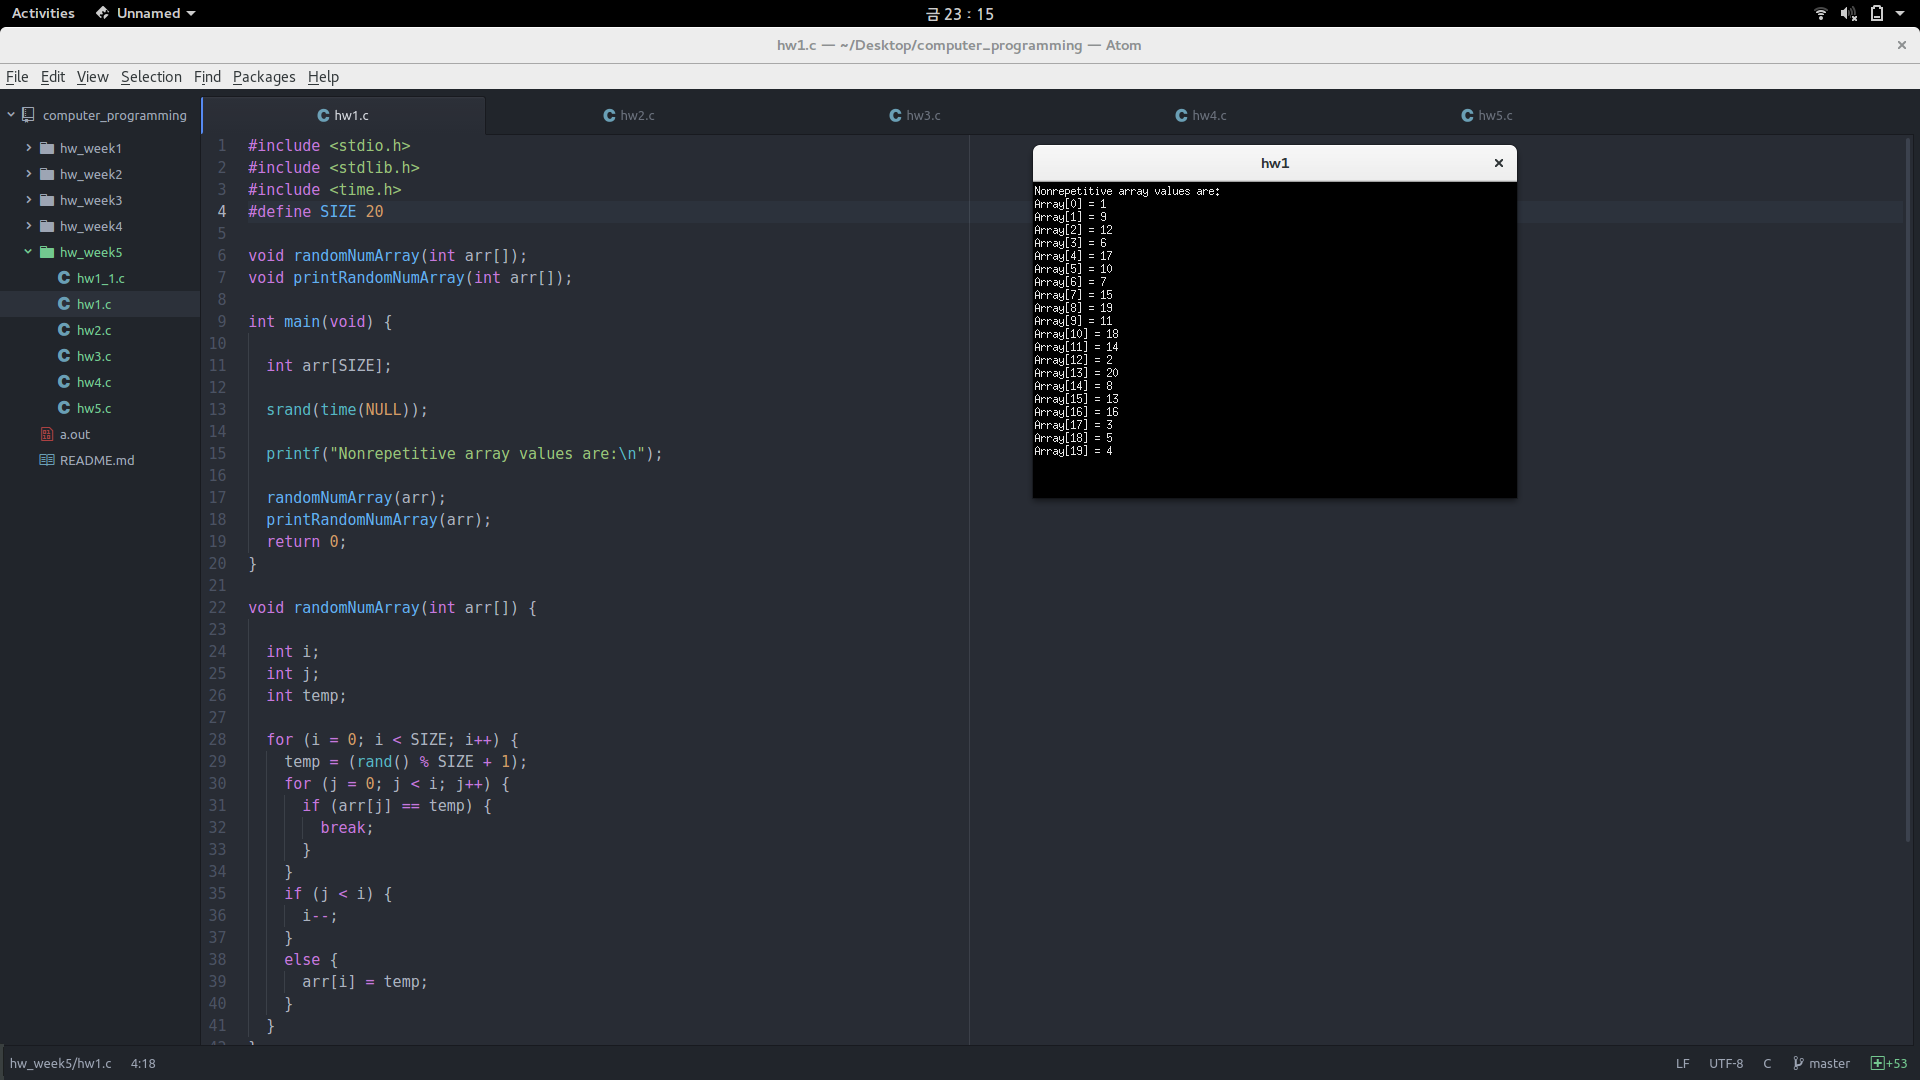 Activities Unnamed 금 23 : 15
hw1.c — ~/Desktop/computer_programming — Atom
File Edit View Selection Find Packages Help
computer_programming
hw_week1
hw_week2
hw_week3
hw_week4
hw_week5
hw1_1.c
hw1.c
hw2.c
hw3.c
hw4.c
hw5.c
a.out
README.md
hw1.c hw2.c hw3.c hw4.c hw5.c
1 #include <stdio.h>
2 #include <stdlib.h>
3 #include <time.h>
4 #define SIZE 20
5
6 void randomNumArray(int arr[]);
7 void printRandomNumArray(int arr[]);
8
9 int main(void) {
10
11 int arr[SIZE];
12
13 srand(time(NULL));
14
15 printf("Nonrepetitive array values are:\n");
16
17 randomNumArray(arr);
18 printRandomNumArray(arr);
19 return 0;
20 }
21
22 void randomNumArray(int arr[]) {
23
24 int i;
25 int j;
26 int temp;
27
28 for (i = 0; i < SIZE; i++) {
29 temp = (rand() % SIZE + 1);
30 for (j = 0; j < i; j++) {
31 if (arr[j] == temp) {
32 break;
33 }
34 }
35 if (j < i) {
36 i--;
37 }
38 else {
39 arr[i] = temp;
40 }
41 }
hw1
Nonrepetitive array values are:
Array[0] = 1
Array[1] = 9
Array[2] = 12
Array[3] = 6
Array[4] = 17
Array[5] = 10
Array[6] = 7
Array[7] = 15
Array[8] = 19
Array[9] = 11
Array[10] = 18
Array[11] = 14
Array[12] = 2
Array[13] = 20
Array[14] = 8
Array[15] = 13
Array[16] = 16
Array[17] = 3
Array[18] = 5
Array[19] = 4
hw_week5/hw1.c 4:18 LF UTF-8 C master +53